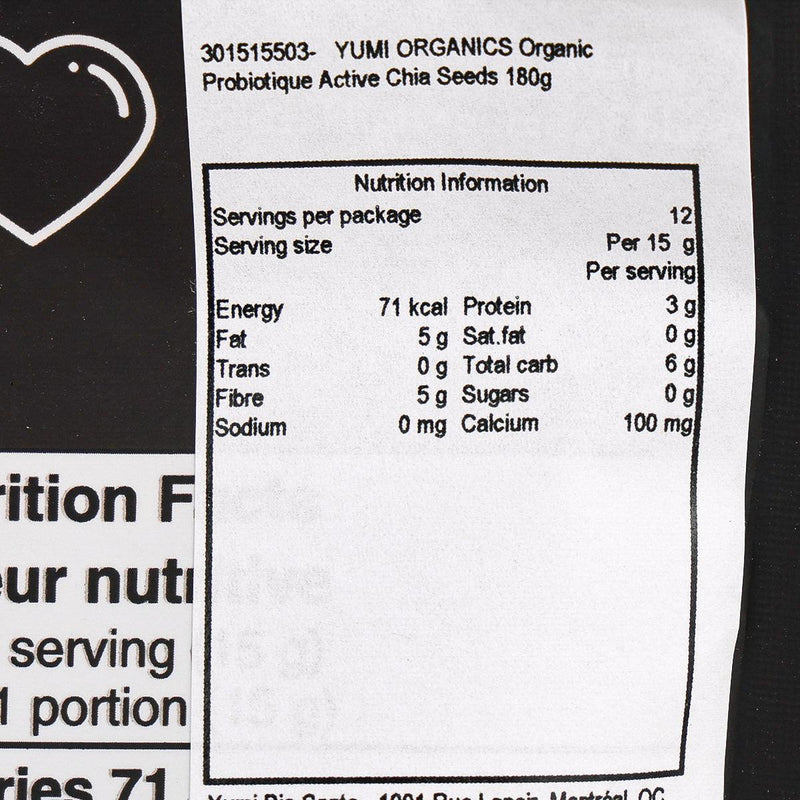 301515503- YUMI ORGANICS Organic
Probiotique Active Chia Seeds 180g
Nutrition Information
Servings per package 12
Serving size Per 15 g
Per serving
Energy 71 kcal Protein 3 g
Fat 5 g Sat.fat 0 g
Trans 0 g Total carb 6 g
Fibre 5 g Sugars 0 g
Sodium 0 mg Calcium 100 mg
rition F
eur nutri
serving
1 portion
ries 71